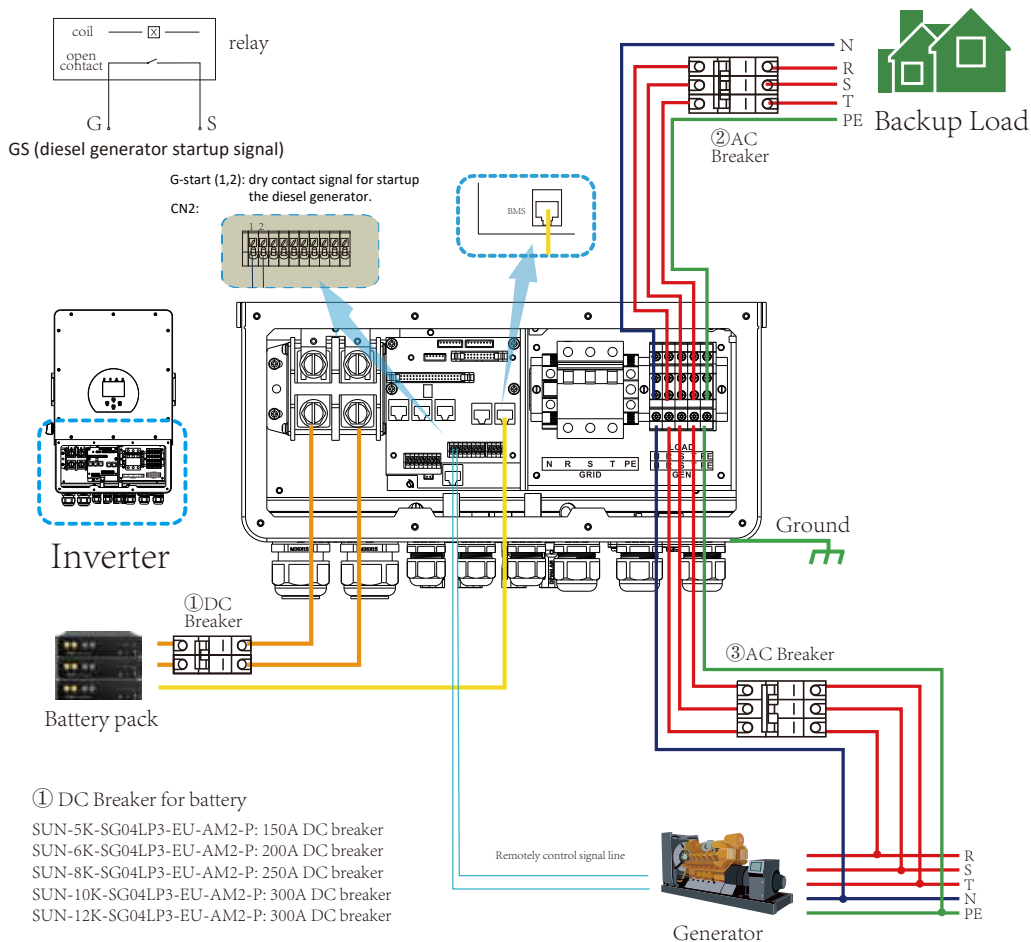 coil
X
relay
open
contact
G
S
GS (diesel generator startup signal)
G-start (1,2): dry contact signal for startup
the diesel generator.
CN2:
1 2
BMS
N
R
S
T
PE
Backup Load
②AC
Breaker
Inverter
LOAD
N R S T PE
N R S T PE
GEN
N R S T PE
GRID
Ground
①DC
Breaker
Battery pack
③AC Breaker
① DC Breaker for battery
SUN-5K-SG04LP3-EU-AM2-P: 150A DC breaker
SUN-6K-SG04LP3-EU-AM2-P: 200A DC breaker
SUN-8K-SG04LP3-EU-AM2-P: 250A DC breaker
SUN-10K-SG04LP3-EU-AM2-P: 300A DC breaker
SUN-12K-SG04LP3-EU-AM2-P: 300A DC breaker
Remotely control signal line
R
S
T
N
PE
Generator